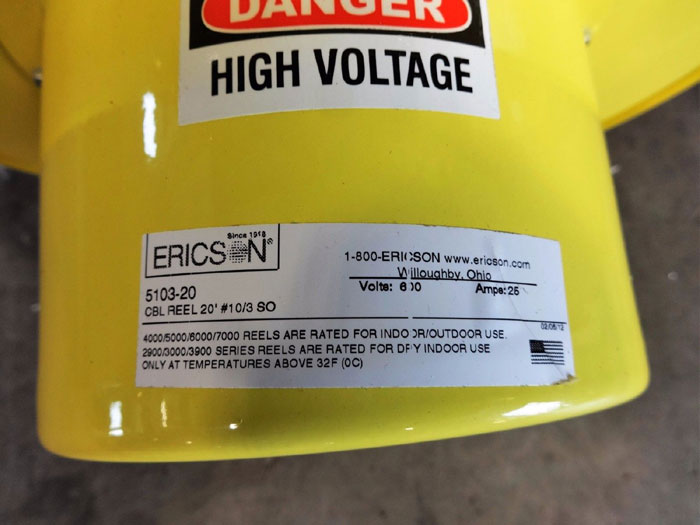 DANGER
HIGH VOLTAGE
Since 1918
ERICSON®
1-800-ERICSON www.ericson.com
Willoughby, Ohio
5103-20
Volts: 600 Amps: 25
CBL REEL 20' #10/3 SO
02/06/12
4000/5000/6000/7000 REELS ARE RATED FOR INDOOR/OUTDOOR USE.
2900/3000/3900 SERIES REELS ARE RATED FOR DRY INDOOR USE
ONLY AT TEMPERATURES ABOVE 32F (0C)